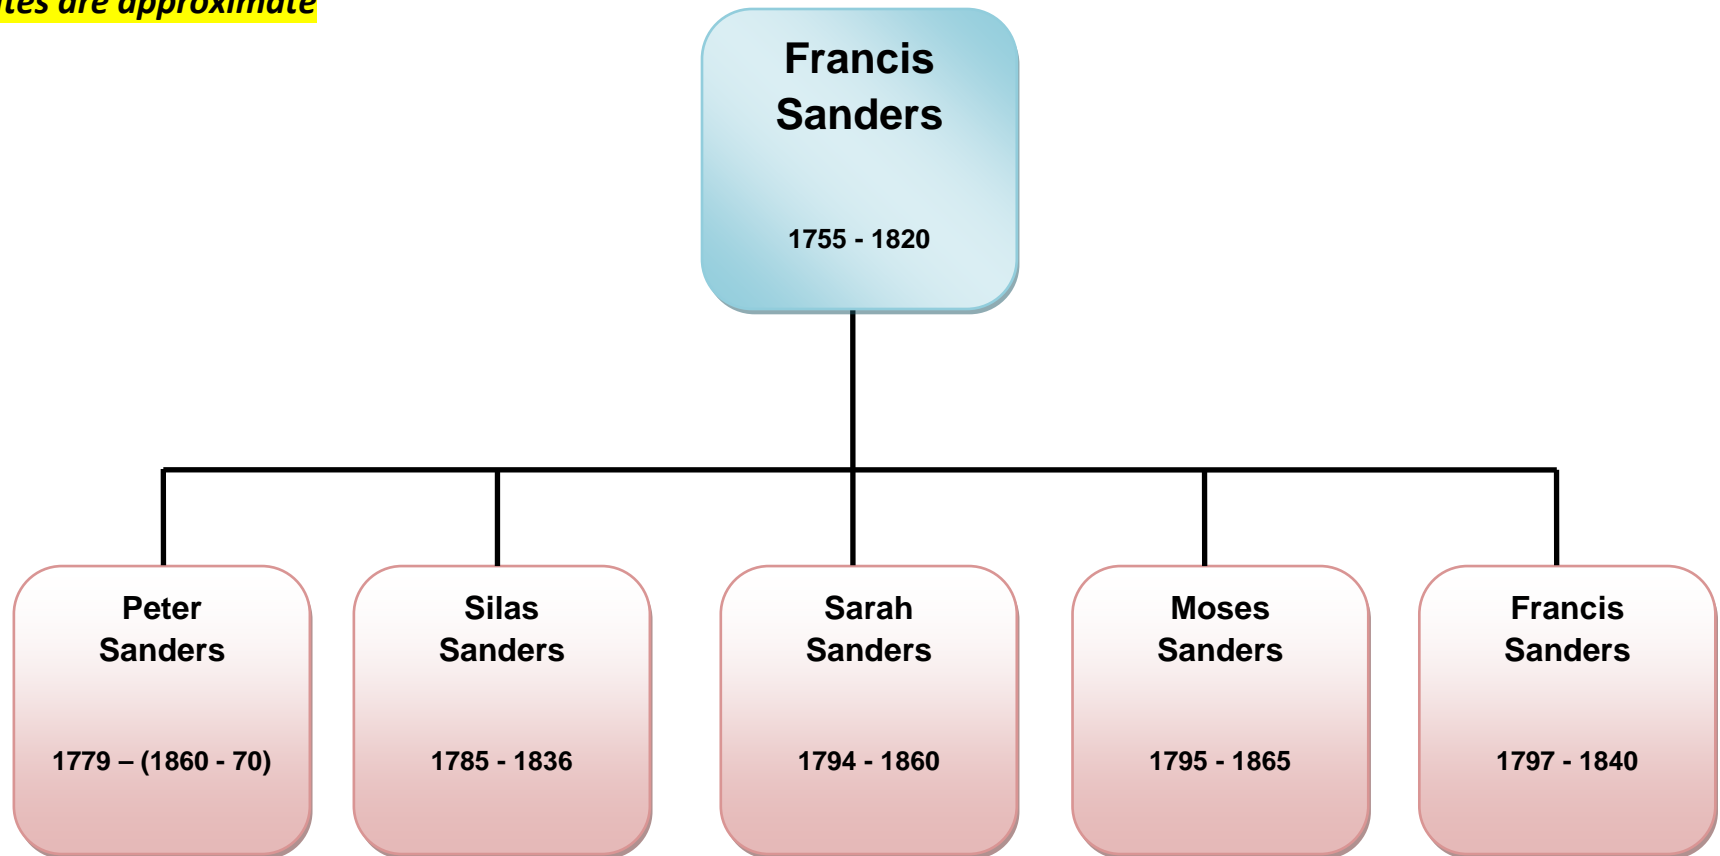 are approximate
Francis
Sanders
1755 - 1820
Peter
Sanders
1779 – (1860 - 70)
Silas
Sanders
1785 - 1836
Sarah
Sanders
1794 - 1860
Moses
Sanders
1795 - 1865
Francis
Sanders
1797 - 1840